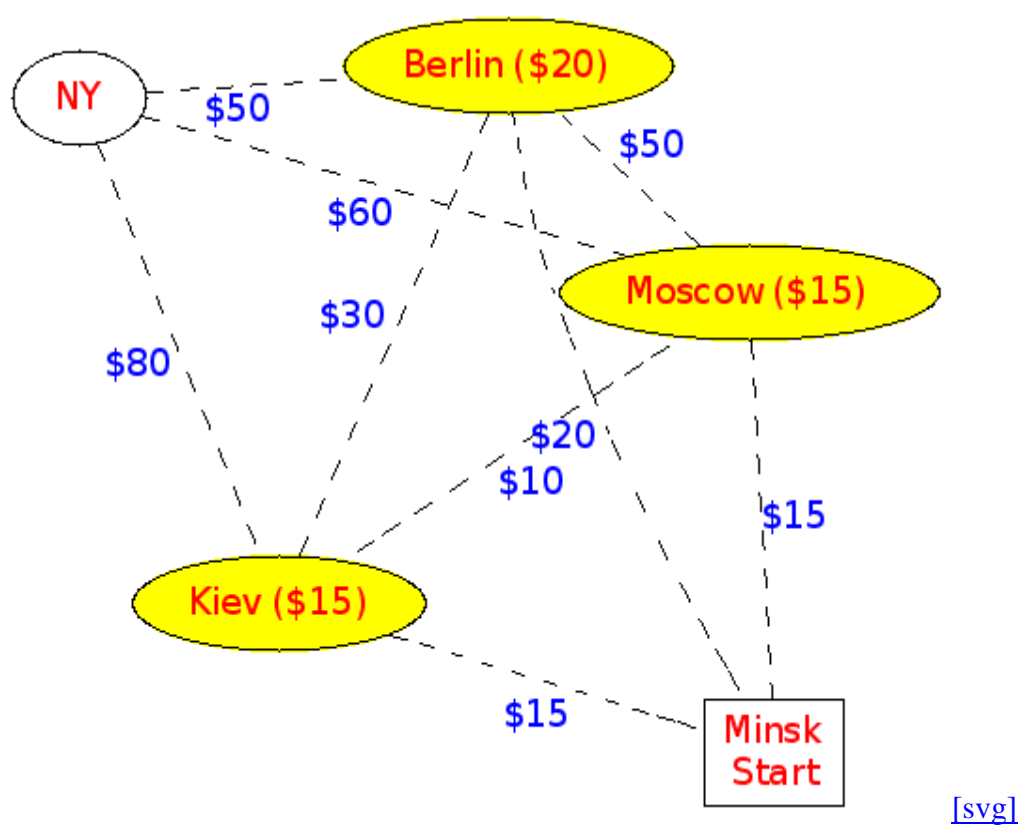 Berlin ($20)
NY
$50
$50
$60
Moscow ($15)
$30
$80
$20
$10
$15
Kiev ($15)
$15
Minsk
Start
[svg]